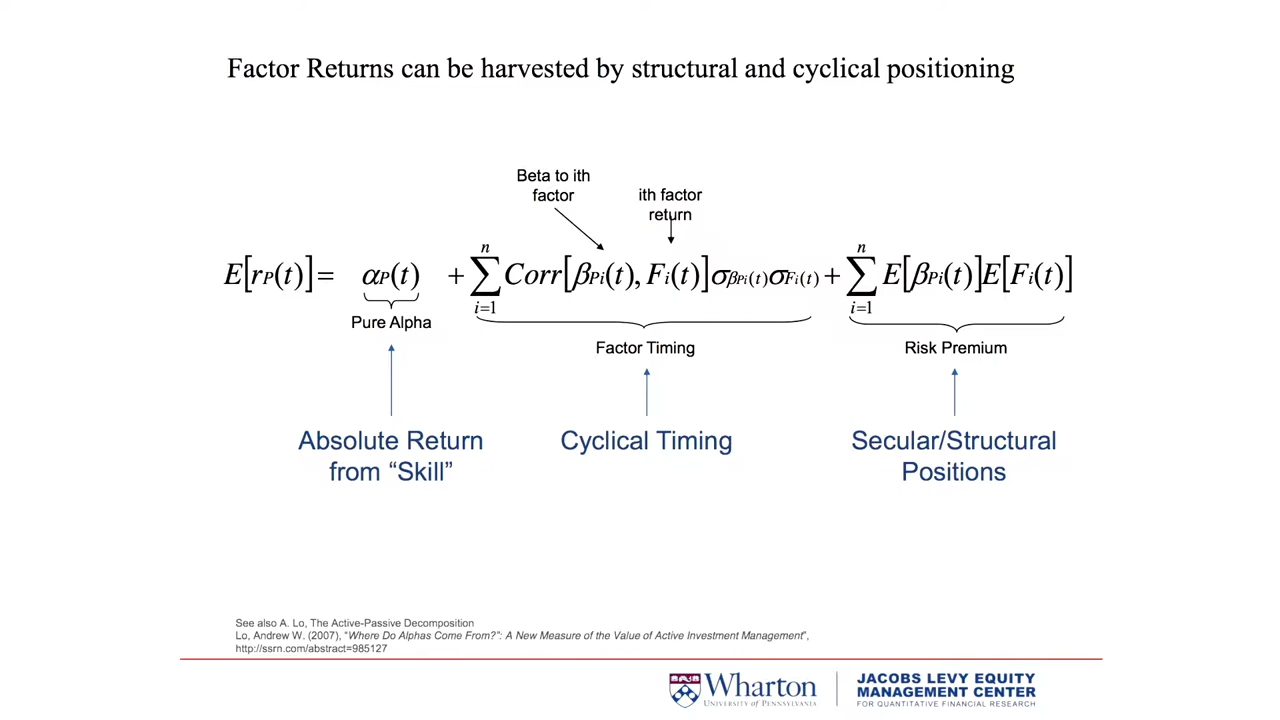 Factor Returns can be harvested by structural and cyclical positioning
Beta to ith
factor
ith factor
return
E[rP(t)] = αP(t) + ∑ i=1 n Corr[βPi(t), Fi(t)]σβPi(t)σFi(t) + ∑ i=1 n E[βPi(t)]E[Fi(t)]
Pure Alpha
Factor Timing
Risk Premium
Absolute Return
from “Skill”
Cyclical Timing
Secular/Structural
Positions
See also A. Lo, The Active-Passive Decomposition
Lo, Andrew W. (2007), “Where Do Alphas Come From?”: A New Measure of the Value of Active Investment Management”,
http://ssrn.com/abstract=985127
Wharton
UNIVERSITY of PENNSYLVANIA
JACOBS LEVY EQUITY
MANAGEMENT CENTER
FOR QUANTITATIVE FINANCIAL RESEARCH